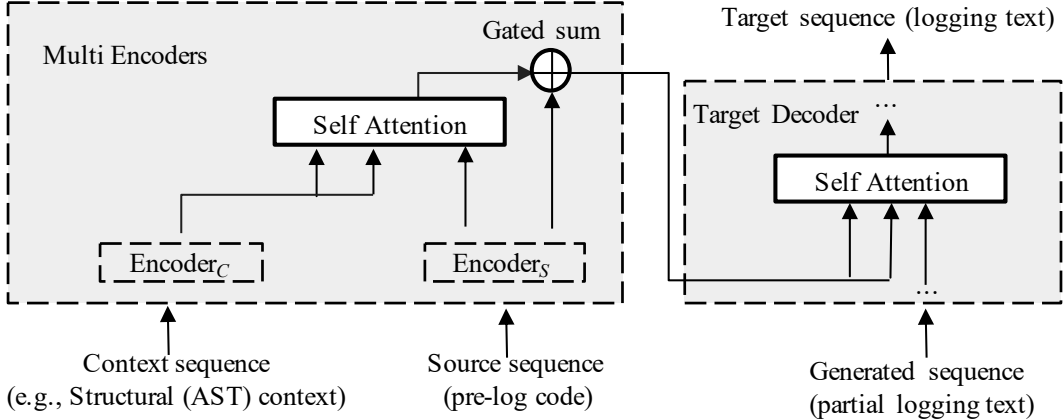 Multi Encoders
Gated sum
Self Attention
EncoderC
EncoderS
Context sequence
(e.g., Structural (AST) context)
Source sequence
(pre-log code)
Target sequence (logging text)
Target Decoder
...
Self Attention
...
Generated sequence
(partial logging text)